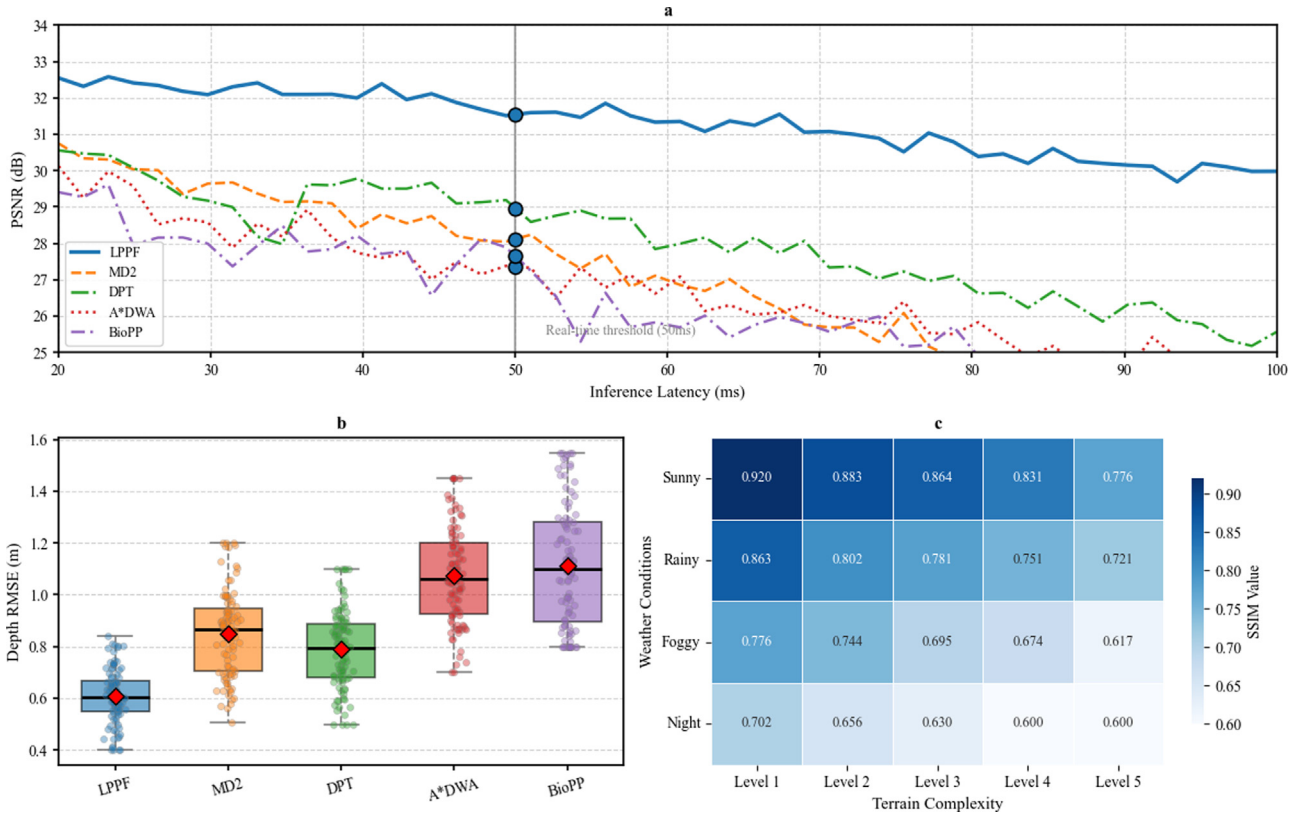 a
34
33
32
31
30
29
28
27
26
25
PSNR (dB)
LPPF
MD2
DPT
A*DWA
BioPP
Real-time threshold (50ms)
20 30 40 50 60 70 80 90 100
Inference Latency (ms)
b
1.6
1.4
1.2
1.0
0.8
0.6
0.4
Depth RMSE (m)
LPPF MD2 DPT A*DWA BioPP
c
Weather Conditions
Sunny 0.920 0.883 0.864 0.831 0.776
Rainy 0.863 0.802 0.781 0.751 0.721
Foggy 0.776 0.744 0.695 0.674 0.617
Night 0.702 0.656 0.630 0.600 0.600
Level 1 Level 2 Level 3 Level 4 Level 5
Terrain Complexity
0.90
0.85
0.80
0.75
0.70
0.65
0.60
SSIM Value